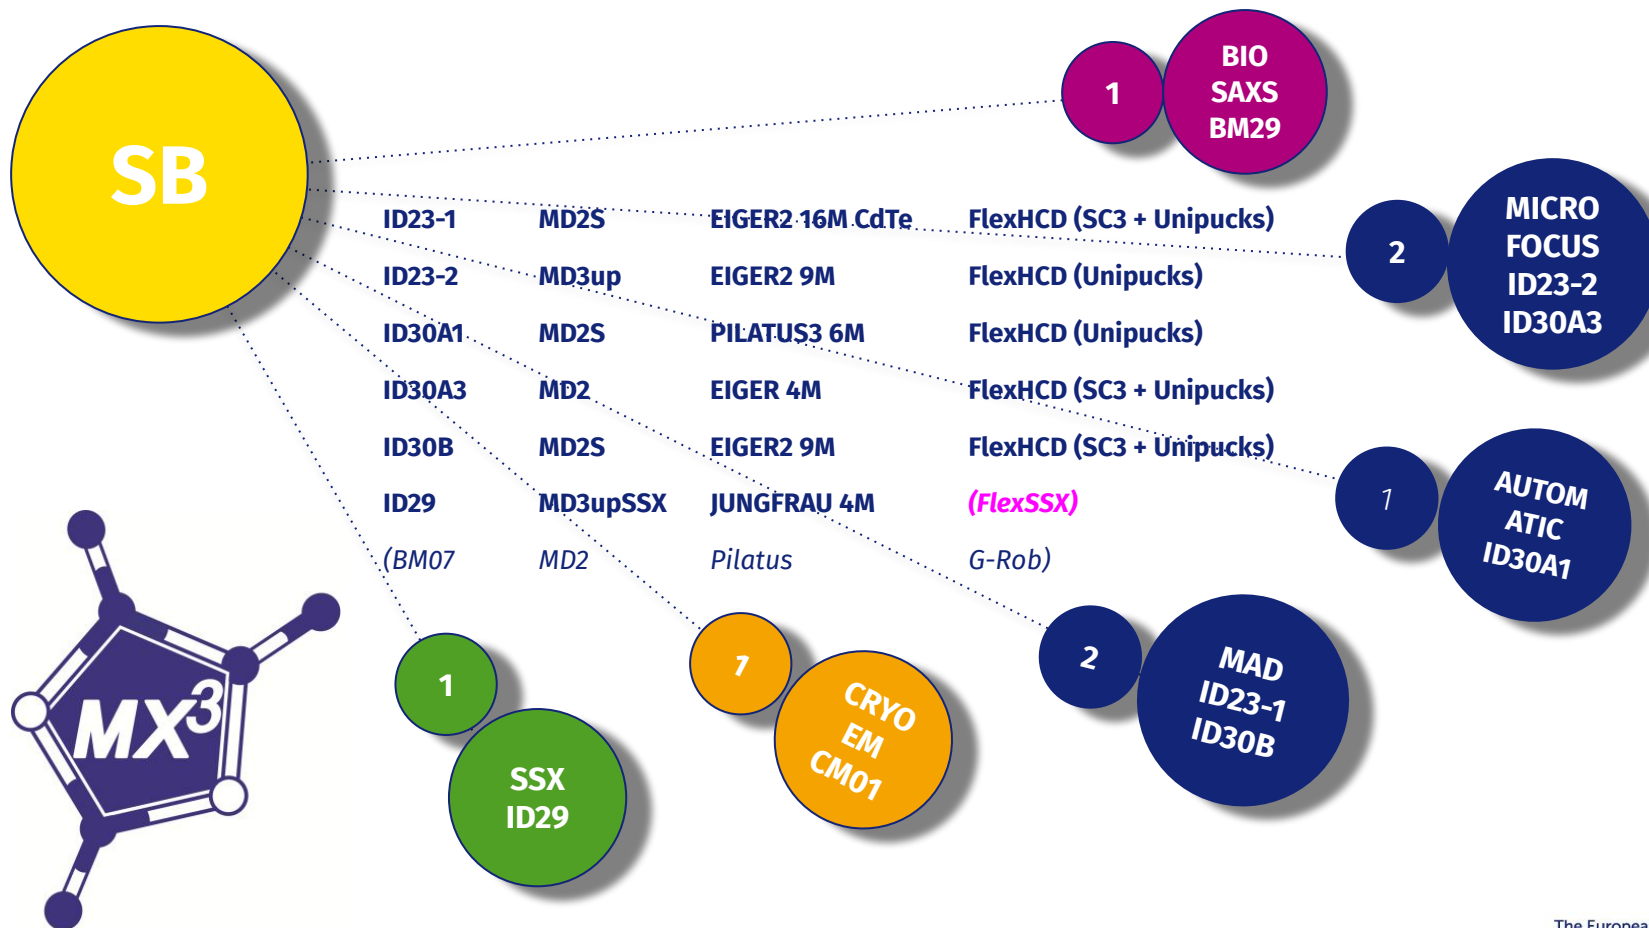 SB
1
BIO
SAXS
BM29
2
MICRO
FOCUS
ID23-2
ID30A3
ID23-1 MD2S EIGER2 16M CdTe FlexHCD (SC3 + Unipucks)
ID23-2 MD3up EIGER2 9M FlexHCD (Unipucks)
ID30A1 MD2S PILATUS3 6M FlexHCD (Unipucks)
ID30A3 MD2 EIGER 4M FlexHCD (SC3 + Unipucks)
ID30B MD2S EIGER2 9M FlexHCD (SC3 + Unipucks)
ID29 MD3upSSX JUNGFRAU 4M (FlexSSX)
(BM07 MD2 Pilatus G-Rob)
1
AUTOM
ATIC
ID30A1
2
MAD
ID23-1
ID30B
1
CRYO
EM
CM01
1
SSX
ID29
MX3
The Europea